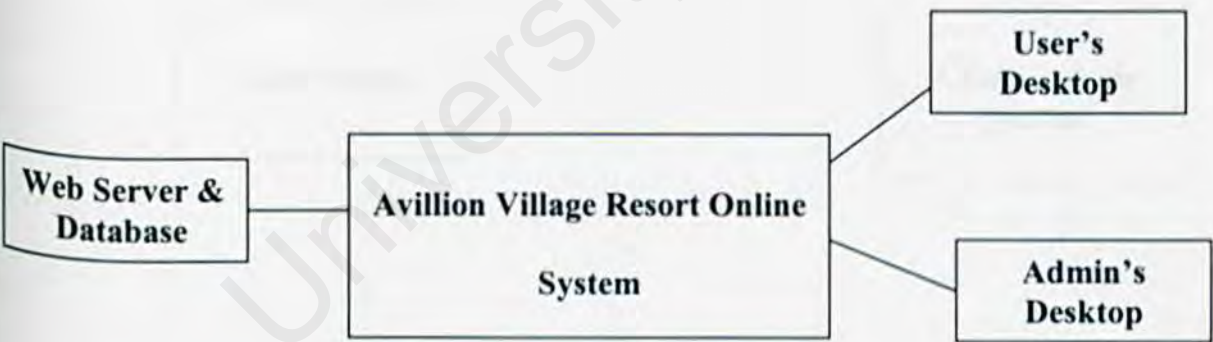 User's
Desktop
Web Server &
Database
Avillion Village Resort Online
System
Admin's
Desktop